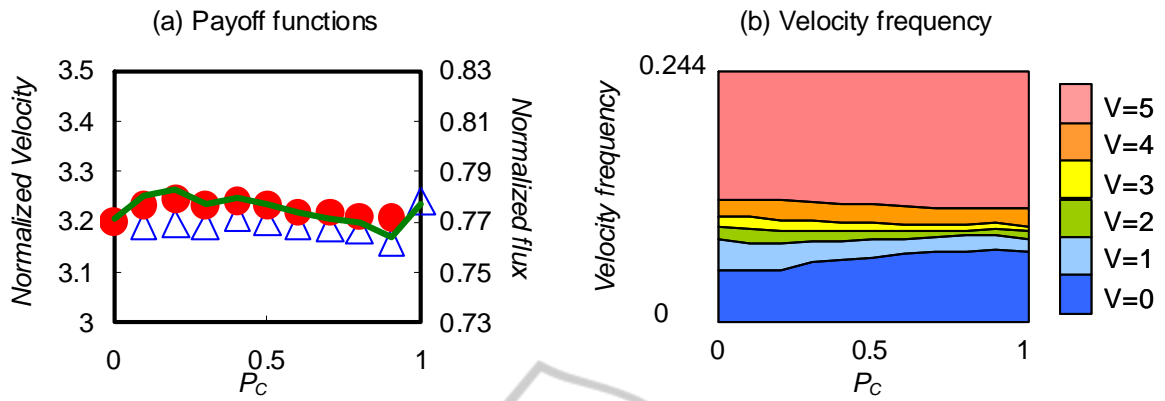 (a) Payoff functions
Normalized Velocity
3.5
3.4
3.3
3.2
3.1
3
0.83
0.81
0.79
0.77
0.75
0.73
Normalized flux
0
0.5
1
PC
(b) Velocity frequency
Velocity frequency
0.244
0
0
0.5
1
PC
V=5
V=4
V=3
V=2
V=1
V=0